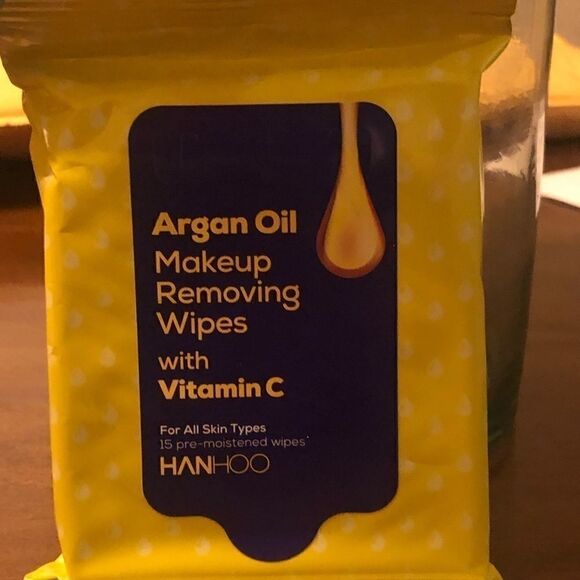 Argan Oil
Makeup
Removing
Wipes
with
Vitamin C
For All Skin Types
15 pre-moistened wipes
HANHOO